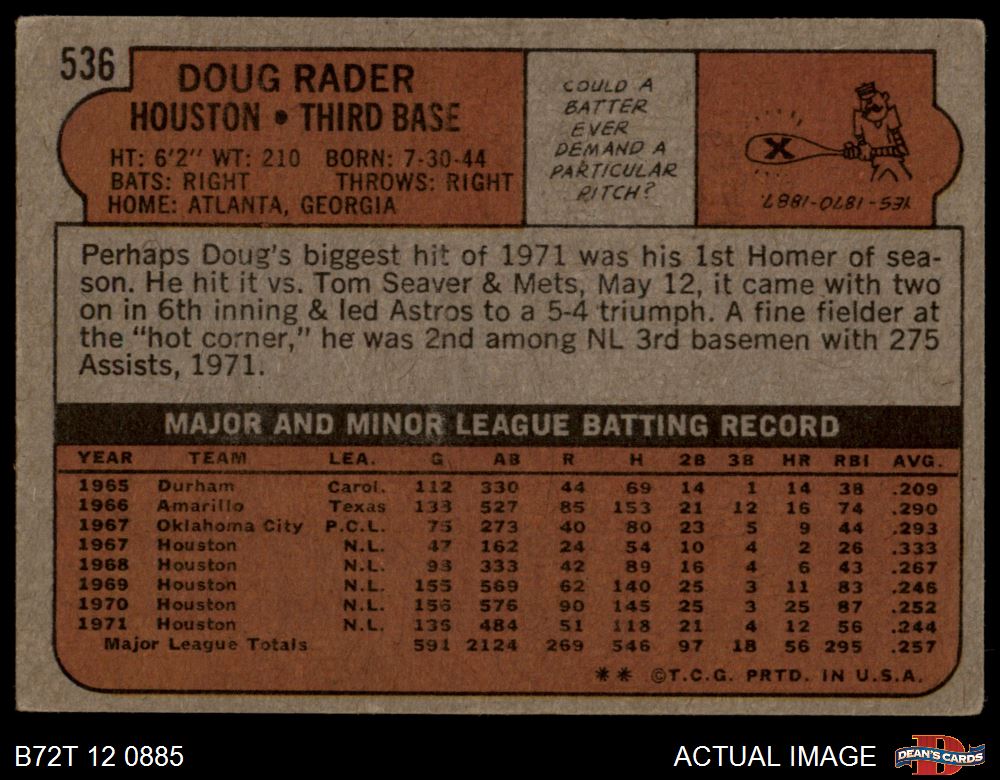 536
DOUG RADER
HOUSTON • THIRD BASE
HT: 6'2" WT: 210 BORN: 7-30-44
BATS: RIGHT THROWS: RIGHT
HOME: ATLANTA, GEORGIA
COULD A
BATTER
EVER
DEMAND A
PARTICULAR
PITCH?
X
YES-1870-1887.
Perhaps Doug's biggest hit of 1971 was his 1st Homer of sea-
son. He hit it vs. Tom Seaver & Mets, May 12, it came with two
on in 6th inning & led Astros to a 5-4 triumph. A fine fielder at
the "hot corner," he was 2nd among NL 3rd basemen with 275
Assists, 1971.
MAJOR AND MINOR LEAGUE BATTING RECORD
YEAR TEAM LEA. G AB R H 2B 3B HR RBI AVG.
1965 Durham Carol. 112 330 44 69 14 1 14 38 .209
1966 Amarillo Texas 133 527 85 153 21 12 16 74 .290
1967 Oklahoma City P.C.L. 75 273 40 80 23 5 9 44 .293
1967 Houston N.L. 47 162 24 54 10 4 2 26 .333
1968 Houston N.L. 98 333 42 89 16 4 6 43 .267
1969 Houston N.L. 155 569 62 140 25 3 11 83 .246
1970 Houston N.L. 156 576 90 145 25 3 25 87 .252
1971 Houston N.L. 135 484 51 118 21 4 12 56 .244
Major League Totals 591 2124 269 546 97 18 56 295 .257
** ©T.C.G. PRTD. IN U.S.A.
B72T 12 0885
ACTUAL IMAGE
D
DEAN'S CARDS